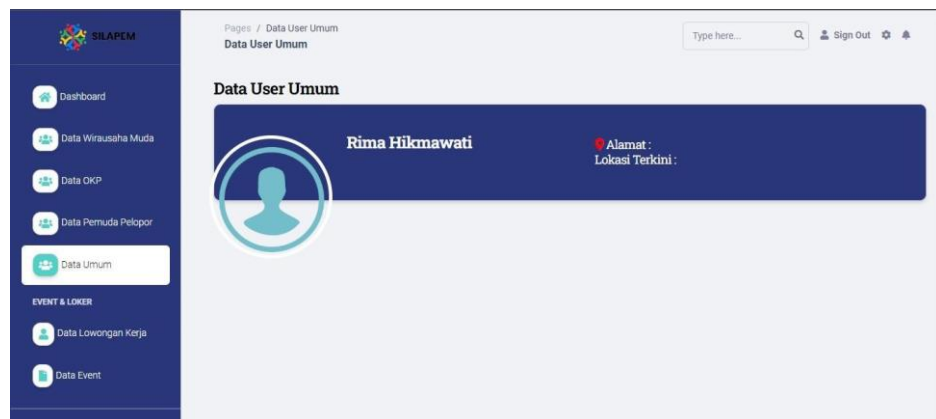 SILAPEM
Dashboard
Data Wirausaha Muda
Data OKP
Data Pemuda Pelopor
Data Umum
EVENT & LOKER
Data Lowongan Kerja
Data Event
Pages / Data User Umum
Data User Umum
Type here...
Sign Out
Data User Umum
Rima Hikmawati
Alamat :
Lokasi Terkini :